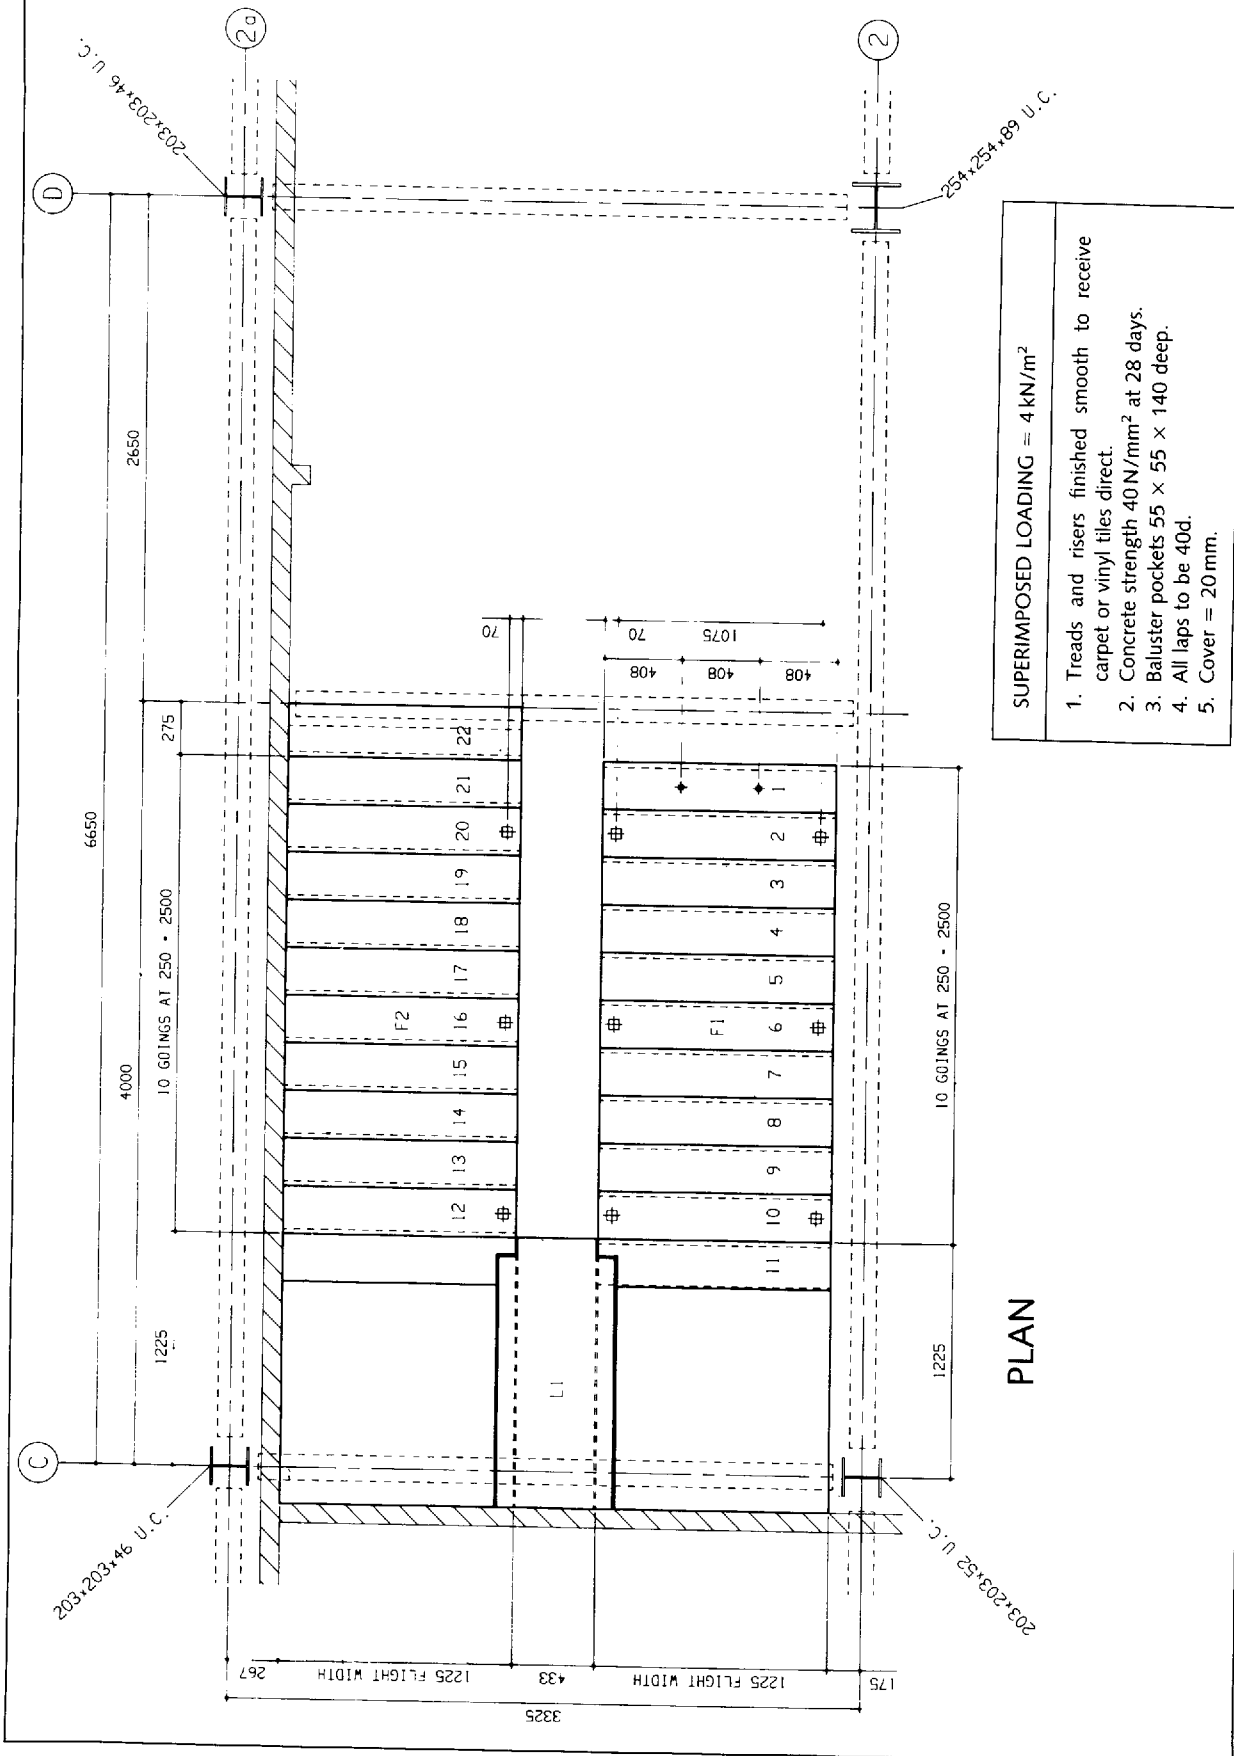 2a
203x203x46 U.C.
D
2
254x254x89 U.C.
6650
2650
4000
275
10 GOINGS AT 250 - 2500
1225
C
203x203x46 U.C.
70
70
1075
408
408
408
22
21
20
19
18
17
F2
16
15
14
13
12
1
2
3
4
5
F1
6
7
8
9
10
11
L1
10 GOINGS AT 250 - 2500
1225
203x203x52 U.C.
267
1225 FLIGHT WIDTH
433
1225 FLIGHT WIDTH
175
3325
PLAN
SUPERIMPOSED LOADING = 4 kN/m²
1. Treads and risers finished smooth to receive
carpet or vinyl tiles direct.
2. Concrete strength 40 N/mm² at 28 days.
3. Baluster pockets 55 × 55 × 140 deep.
4. All laps to be 40d.
5. Cover = 20 mm.